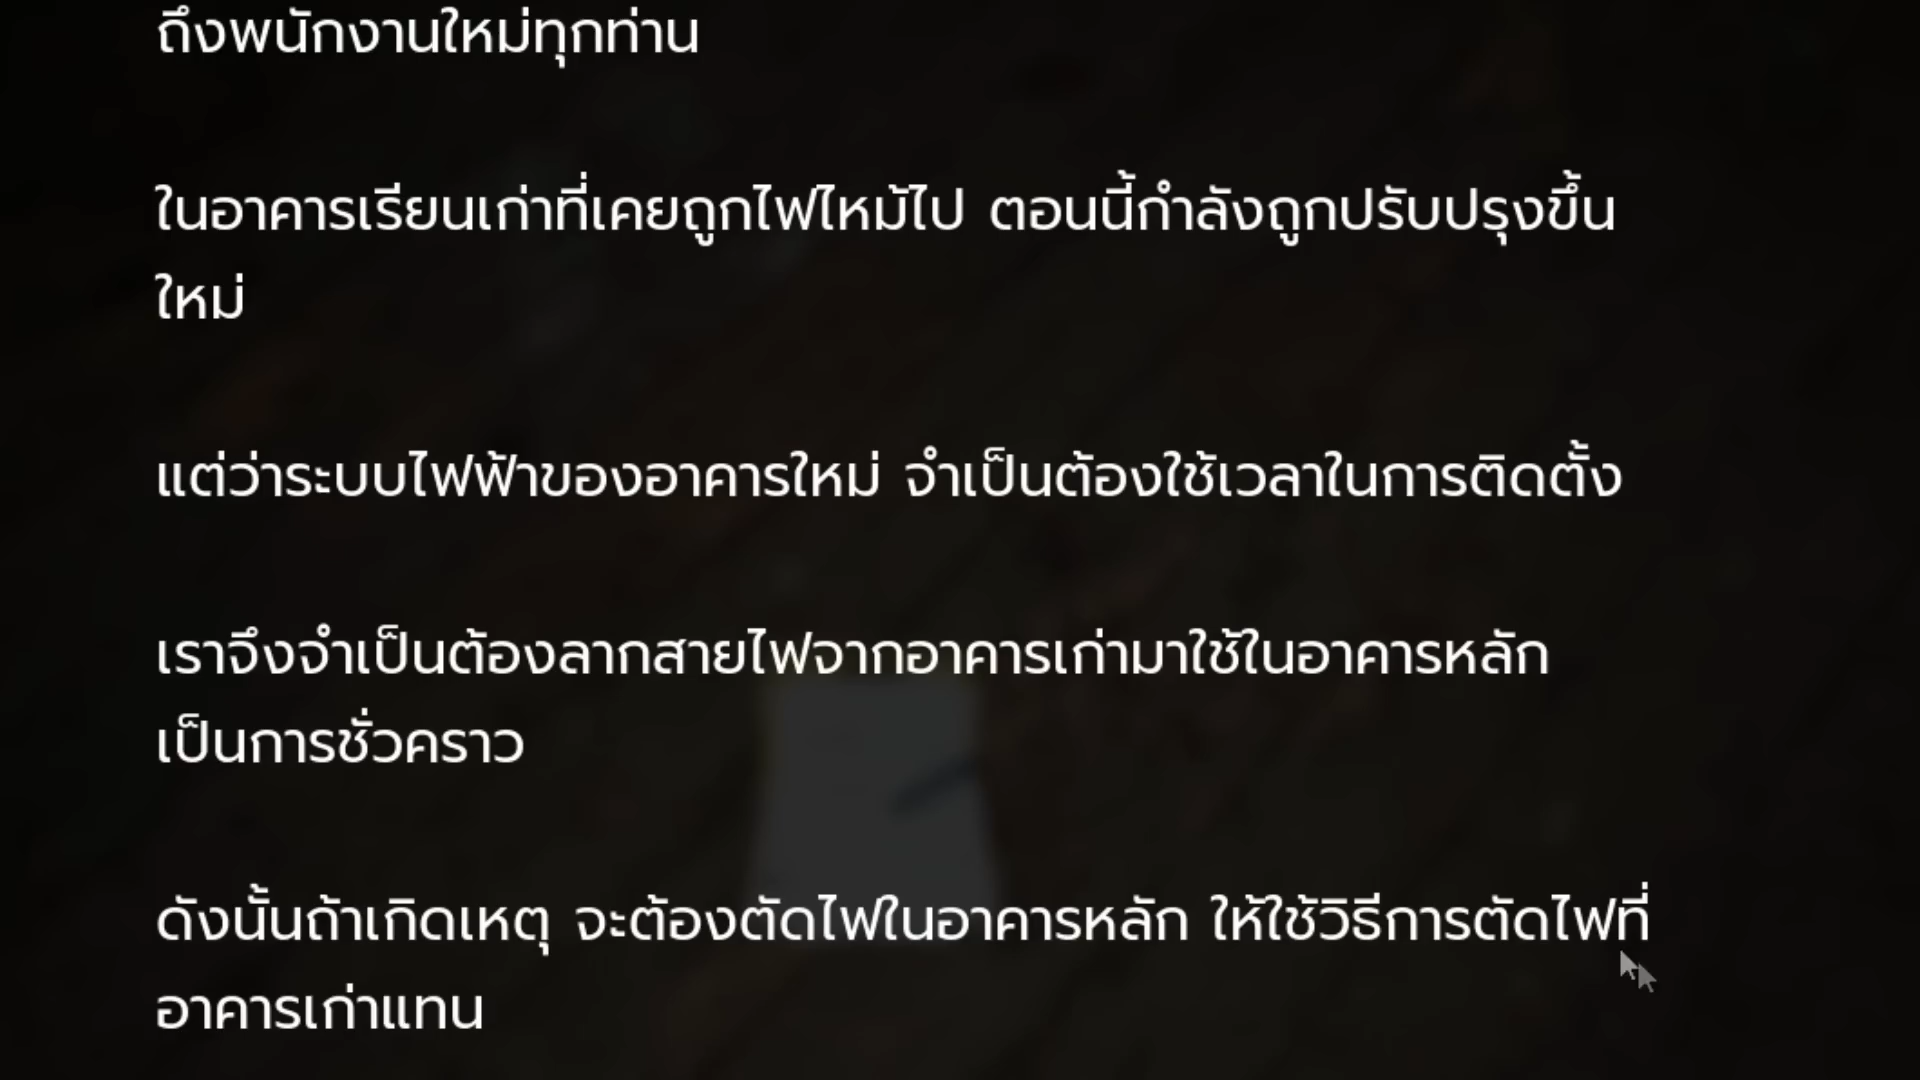 ถึงพนักงานใหม่ทุกท่าน
ในอาคารเรียนเก่าที่เคยถูกไฟไหม้ไป ตอนนี้กำลังถูกปรับปรุงขึ้น
ใหม่
แต่ว่าระบบไฟฟ้าของอาคารใหม่ จำเป็นต้องใช้เวลาในการติดตั้ง
เราจึงจำเป็นต้องลากสายไฟจากอาคารเก่ามาใช้ในอาคารหลัก
เป็นการชั่วคราว
ดังนั้นถ้าเกิดเหตุ จะต้องตัดไฟในอาคารหลัก ให้ใช้วิธีการตัดไฟที่
อาคารเก่าแทน